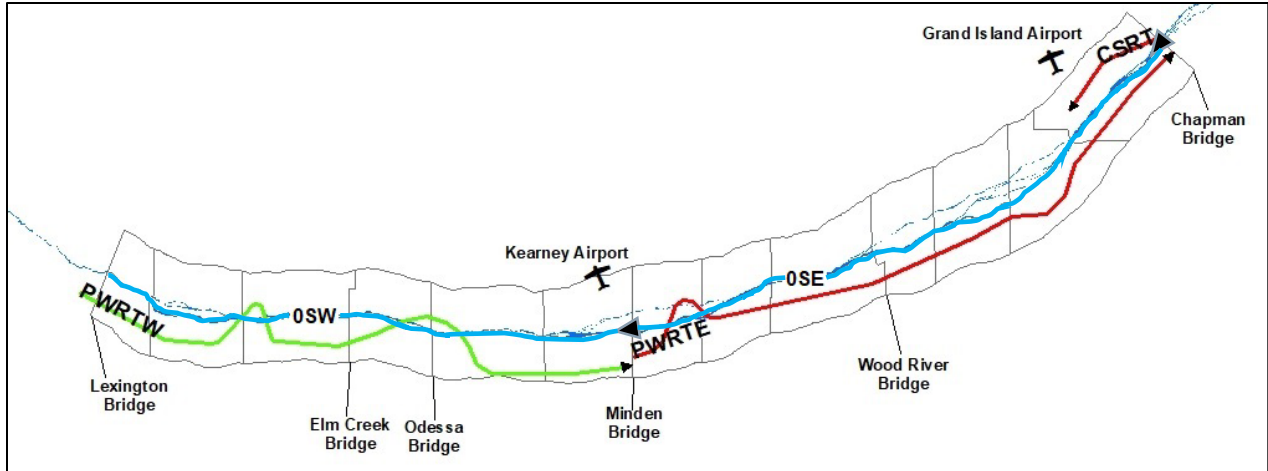 Grand Island Airport
CSRT
Chapman
Bridge
Kearney Airport
0SE
PWRTW
0SW
PWRTE
Wood River
Bridge
Lexington
Bridge
Elm Creek
Bridge
Odessa
Bridge
Minden
Bridge